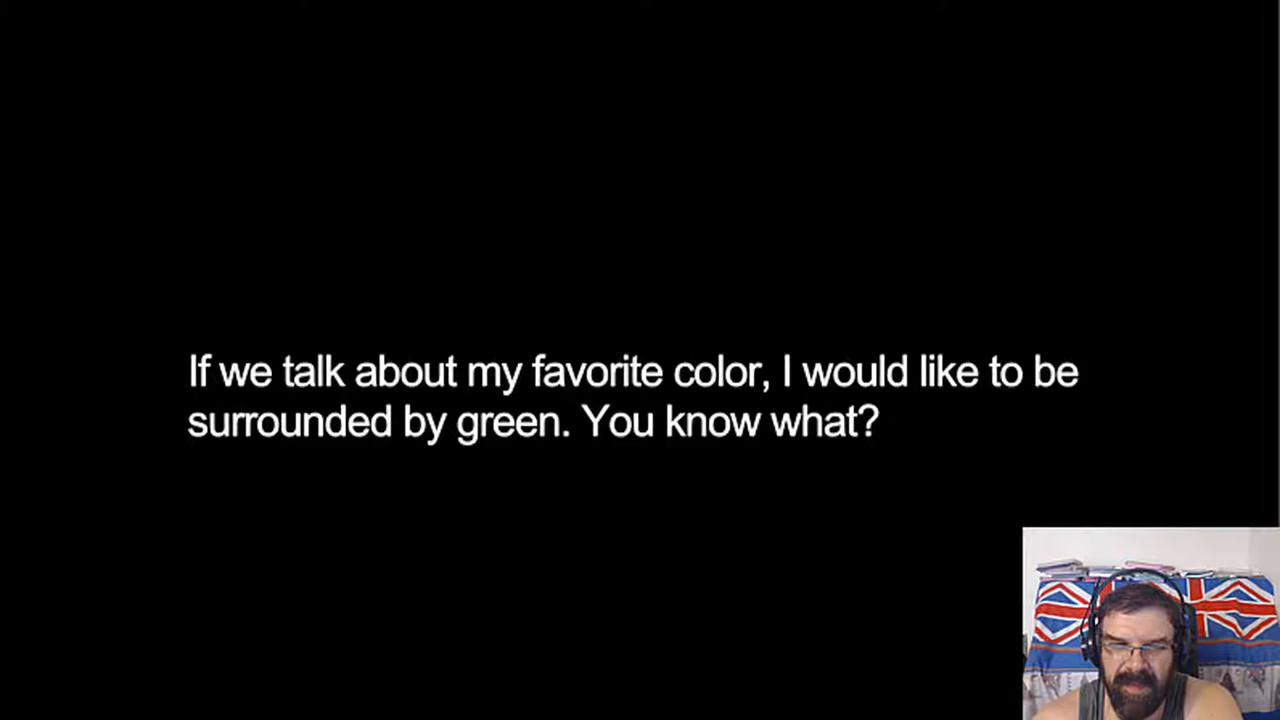 If we talk about my favorite color, I would like to be
surrounded by green. You know what?